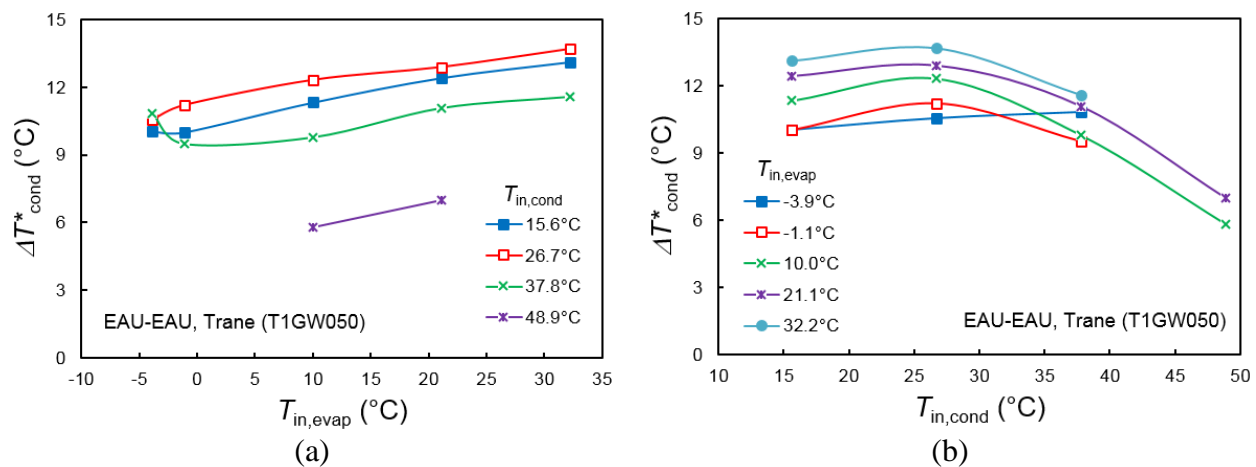 15
12
9
6
3
0
ΔT*cond (°C)
-10 -5 0 5 10 15 20 25 30 35
Tin,evap (°C)
Tin,cond
15.6°C
26.7°C
37.8°C
48.9°C
EAU-EAU, Trane (T1GW050)
(a)
15
12
9
6
3
0
ΔT*cond (°C)
10 15 20 25 30 35 40 45 50
Tin,cond (°C)
Tin,evap
-3.9°C
-1.1°C
10.0°C
21.1°C
32.2°C
EAU-EAU, Trane (T1GW050)
(b)